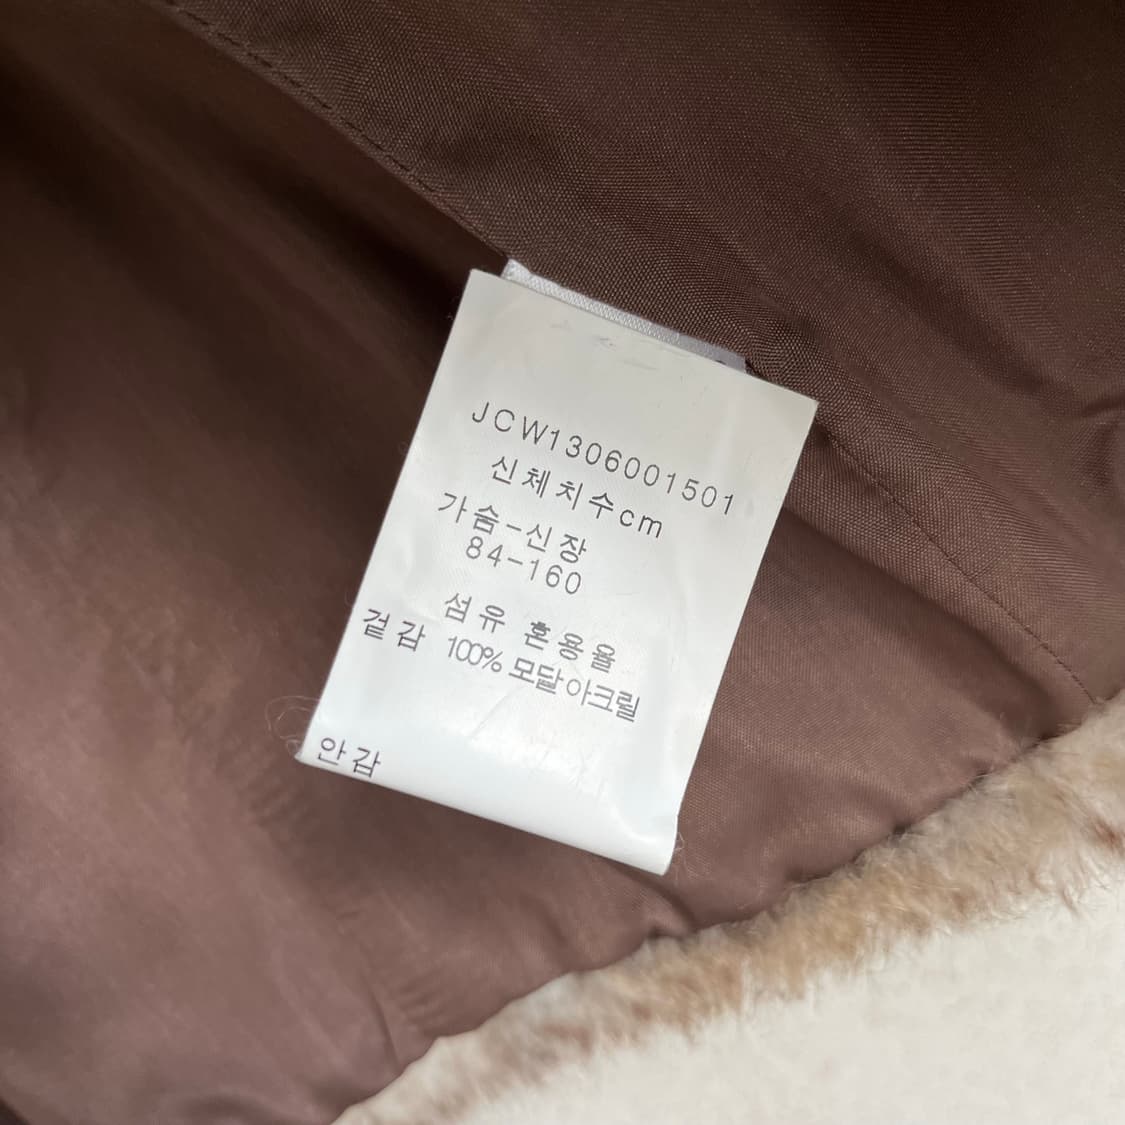 JCW1306001501
신체치수cm
가슴-신장
84-160
섬유 혼용율
겉감 100% 모달아크릴
안감